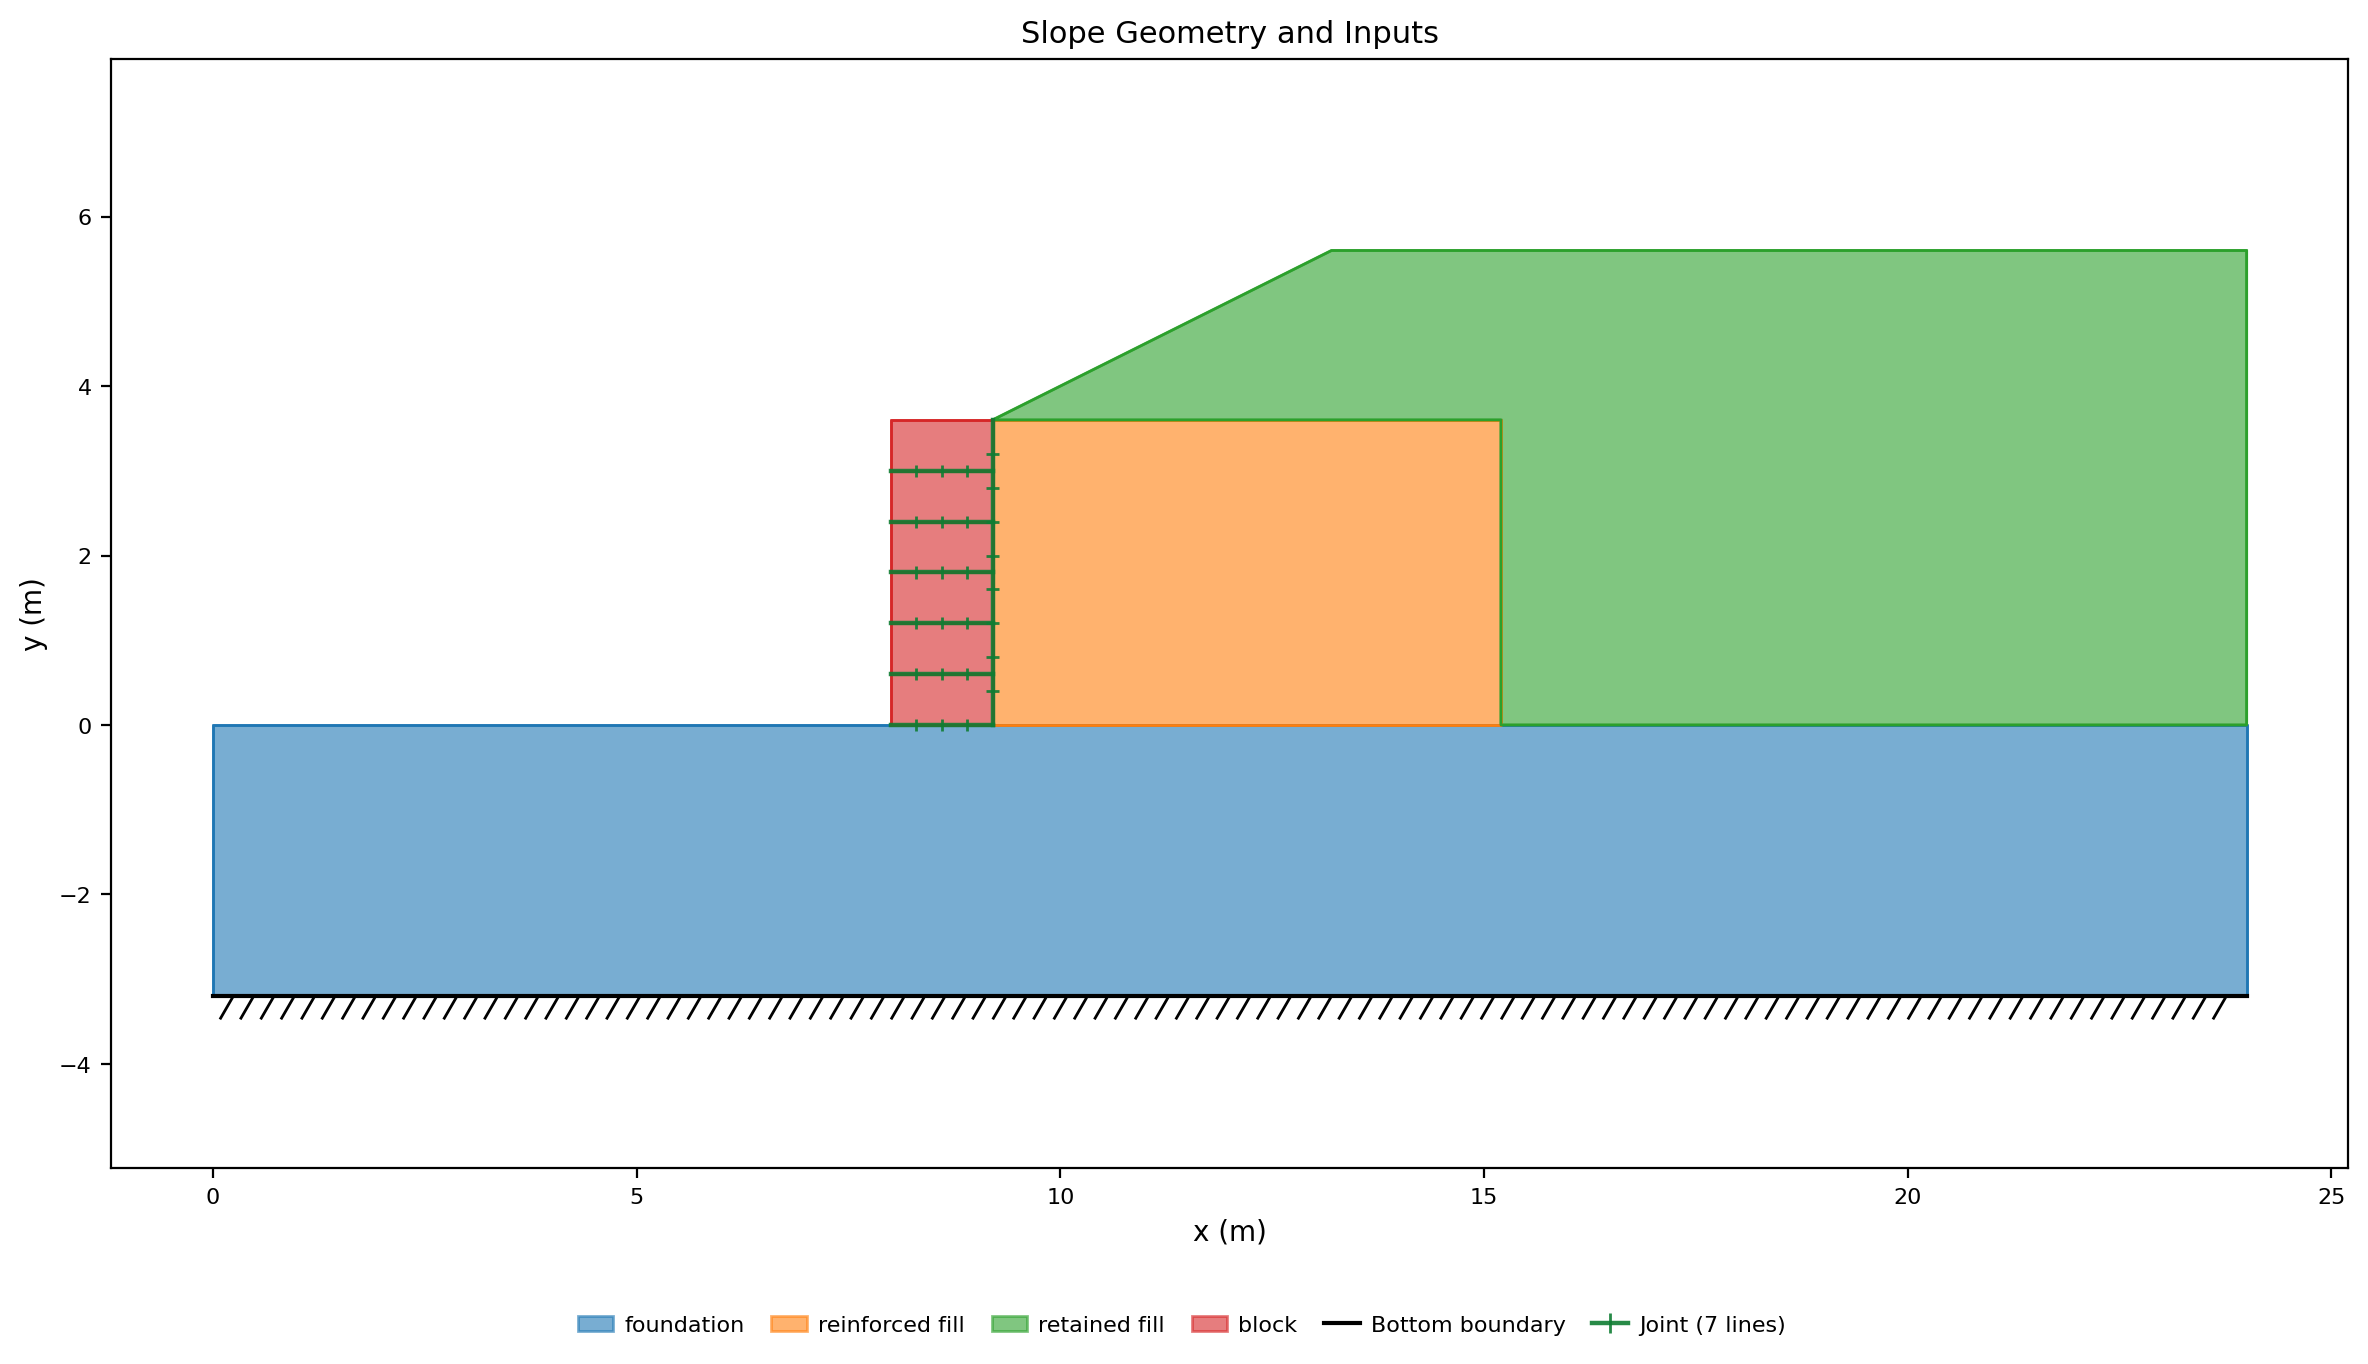 Slope Geometry and Inputs
6
4
2
0
−2
−4
y (m)
0 5 10 15 20 25
x (m)
foundation reinforced fill retained fill block Bottom boundary Joint (7 lines)